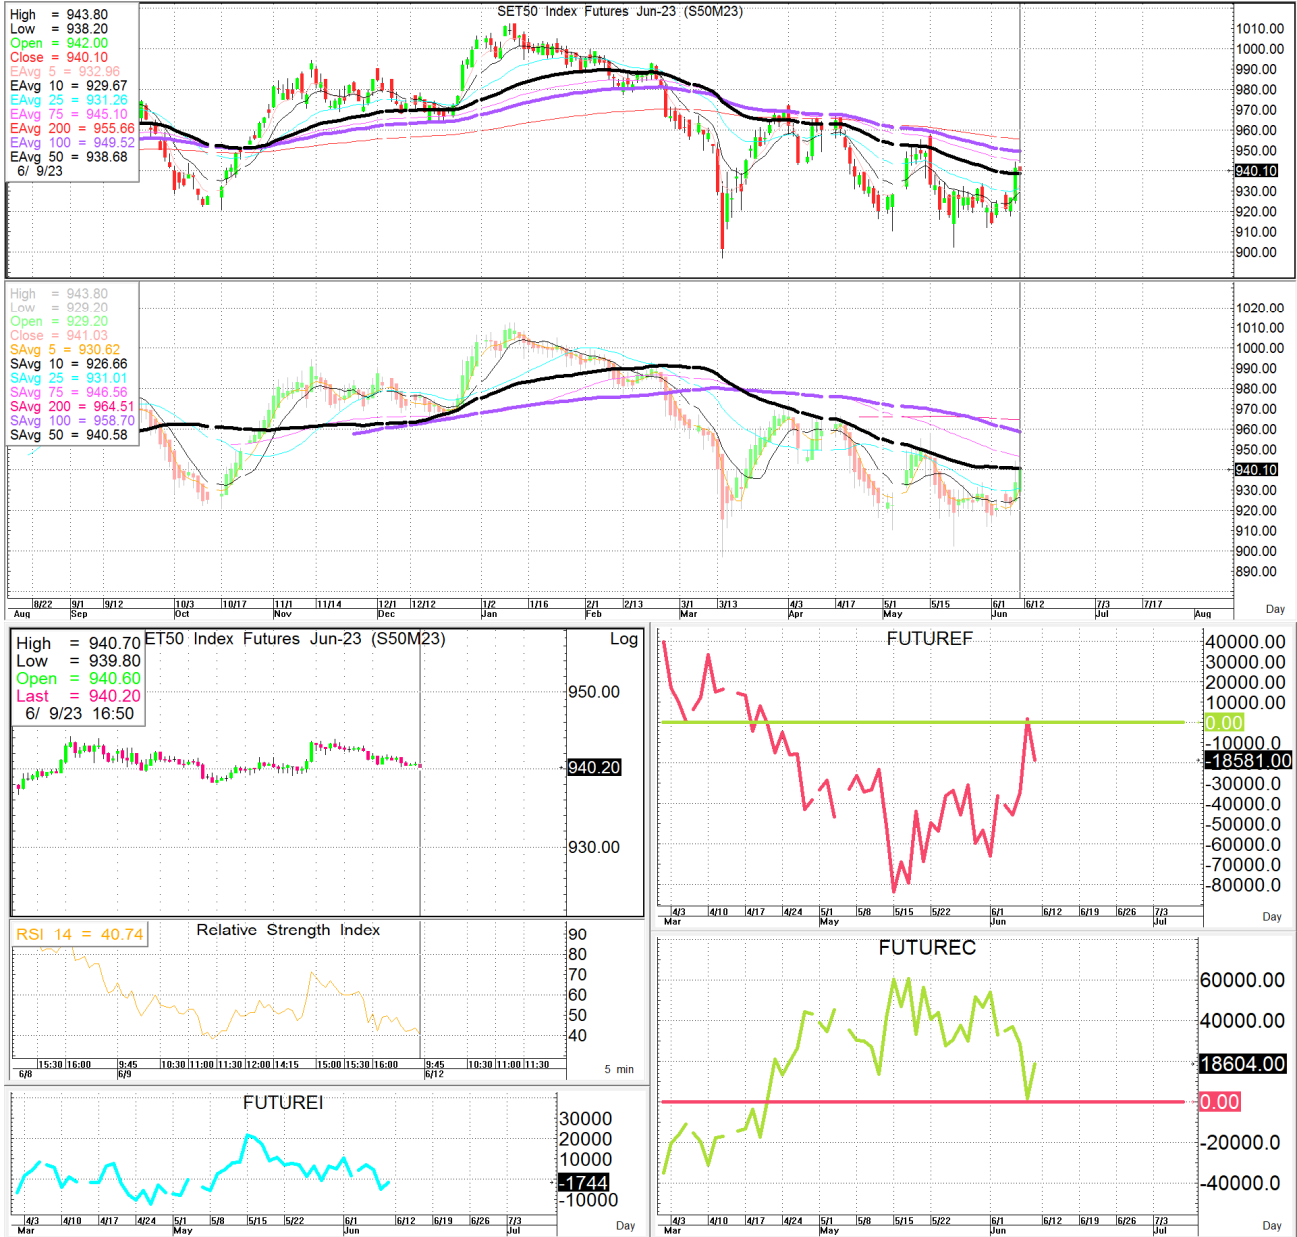 SET50 Index Futures Jun-23 (S50M23)
High = 943.80
Low = 938.20
Open = 942.00
Close = 940.10
EAvg 5 = 932.96
EAvg 10 = 929.67
EAvg 25 = 931.26
EAvg 75 = 945.10
EAvg 200 = 955.66
EAvg 100 = 949.52
EAvg 50 = 938.68
6/ 9/23
1010.00
1000.00
990.00
980.00
970.00
960.00
950.00
940.10
930.00
920.00
910.00
900.00
High = 943.80
Low = 929.20
Open = 929.20
Close = 941.03
SAvg 5 = 930.62
SAvg 10 = 926.66
SAvg 25 = 931.01
SAvg 75 = 946.56
SAvg 200 = 964.51
SAvg 100 = 958.70
SAvg 50 = 940.58
1020.00
1010.00
1000.00
990.00
980.00
970.00
960.00
950.00
940.10
930.00
920.00
910.00
900.00
890.00
8/22 9/1 9/12 10/3 10/17 11/1 11/14 12/1 12/12 1/2 1/16 2/1 2/13 3/1 3/13 4/3 4/17 5/1 5/15 6/1 6/12 7/3 7/17
Aug Sep Oct Nov Dec Jan Feb Mar Apr May Jun Jul Aug Day
ET50 Index Futures Jun-23 (S50M23) Log
High = 940.70
Low = 939.80
Open = 940.60
Last = 940.20
6/ 9/23 16:50
950.00
940.20
930.00
RSI 14 = 40.74
Relative Strength Index
90
80
70
60
50
40
15:30 16:00 9:45 10:30 11:00 11:30 12:00 14:15 15:00 15:30 16:00 9:45 10:30 11:00 11:30
6/8 6/9 6/12 5 min
FUTUREI
30000
20000
10000
-1744
-10000
4/3 4/10 4/17 4/24 5/1 5/8 5/15 5/22 6/1 6/12 6/19 6/26 7/3
Mar May Jun Jul Day
FUTUREF
40000.00
30000.00
20000.00
10000.00
0.00
-10000.0
-18581.00
-30000.0
-40000.0
-50000.0
-60000.0
-70000.0
-80000.0
4/3 4/10 4/17 4/24 5/1 5/8 5/15 5/22 6/1 6/12 6/19 6/26 7/3
Mar May Jun Jul Day
FUTUREC
60000.00
40000.00
18604.00
0.00
-20000.0
-40000.0
4/3 4/10 4/17 4/24 5/1 5/8 5/15 5/22 6/1 6/12 6/19 6/26 7/3
Mar May Jun Jul Day